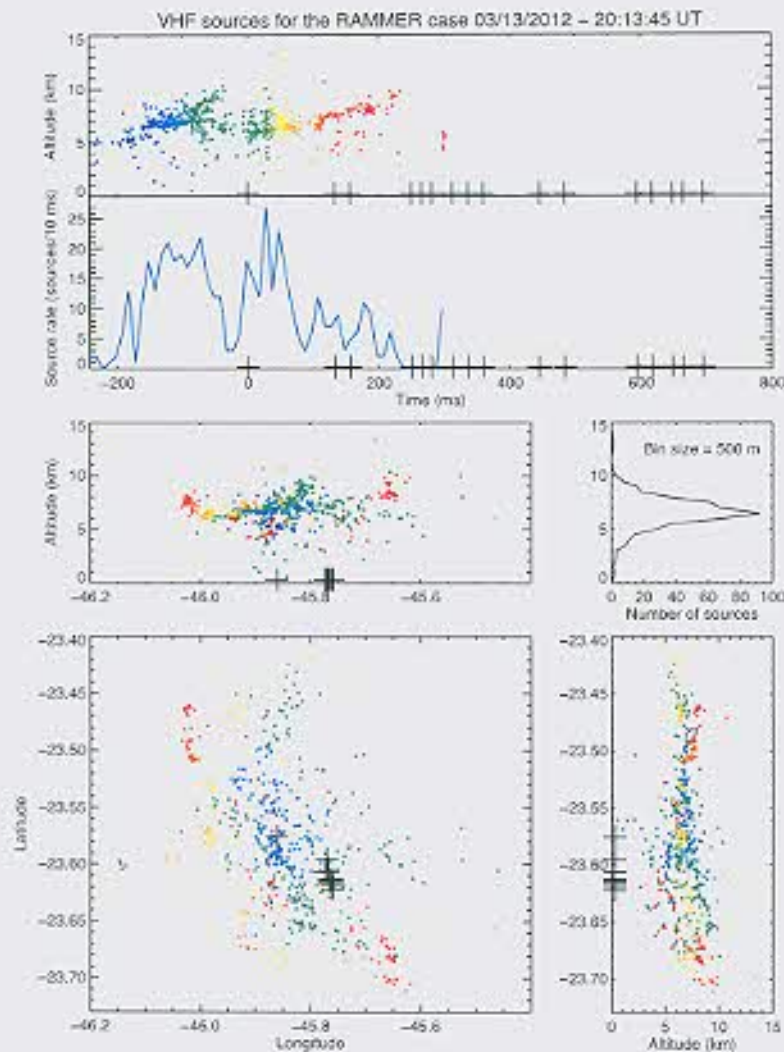 VHF sources for the RAMMER case 03/13/2012 – 20:13:45 UT
15
10
5
0
Altitude (km)
25
20
15
10
5
0
Source rate (sources/10 ms)
−200 0 200 400 600 800
Time (ms)
15
10
5
0
Altitude (km)
−46.2 −46.0 −45.8 −45.6
15
10
5
0
Bin size = 500 m
0 20 40 60 80 100
Number of sources
−23.40
−23.45
−23.50
−23.55
−23.60
−23.65
−23.70
Latitude
−46.2 −46.0 −45.8 −45.6
Longitude
−23.40
−23.45
−23.50
−23.55
−23.60
−23.65
−23.70
0 5 10 15
Altitude (km)